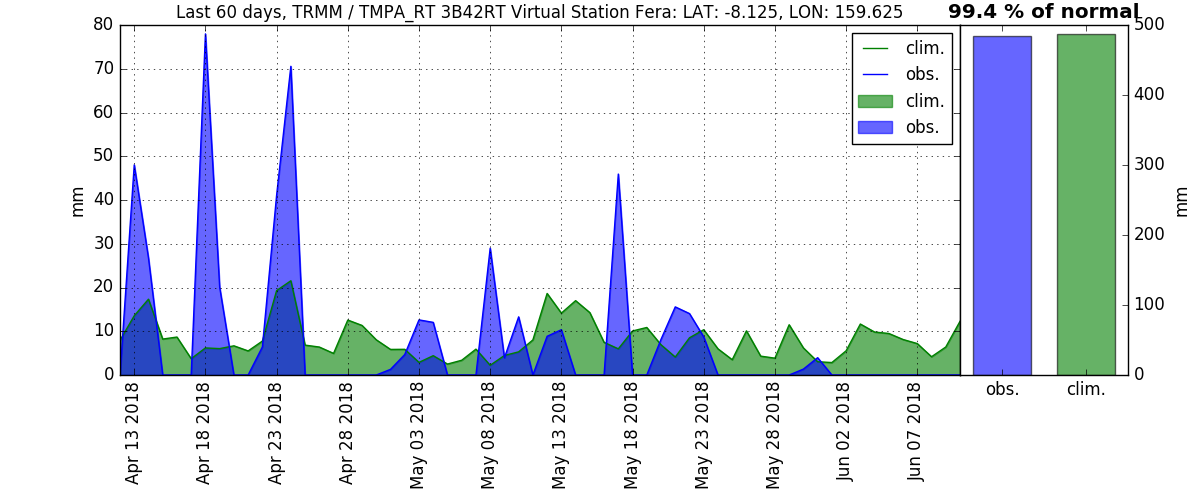 Last 60 days, TRMM / TMPA_RT 3B42RT Virtual Station Fera: LAT: -8.125, LON: 159.625
99.4 % of normal
80
70
60
50
40
30
20
10
0
mm
clim.
obs.
clim.
obs.
Apr 13 2018
Apr 18 2018
Apr 23 2018
Apr 28 2018
May 03 2018
May 08 2018
May 13 2018
May 18 2018
May 23 2018
May 28 2018
Jun 02 2018
Jun 07 2018
500
400
300
200
100
0
mm
obs.
clim.